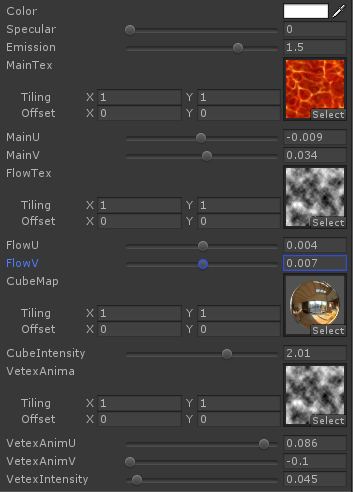 Color
Specular 0
Emission 1.5
MainTex
Tiling X 1 Y 1
Offset X 0 Y 0
Select
MainU -0.009
MainV 0.034
FlowTex
Tiling X 1 Y 1
Offset X 0 Y 0
Select
FlowU 0.004
FlowV 0.007
CubeMap
Tiling X 1 Y 1
Offset X 0 Y 0
Select
CubeIntensity 2.01
VetexAnima
Tiling X 1 Y 1
Offset X 0 Y 0
Select
VetexAnimU 0.086
VetexAnimV -0.1
VetexIntensity 0.045